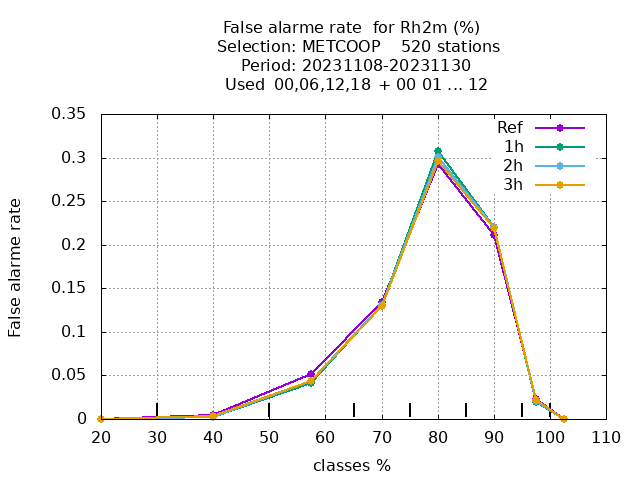 False alarme rate  for Rh2m (%)
Selection: METCOOP    520 stations
Period: 20231108-20231130
Used  00,06,12,18  + 00 01 ... 12
0.35
0.3
0.25
0.2
0.15
0.1
0.05
0
False alarme rate
Ref
1h
2h
3h
20 30 40 50 60 70 80 90 100 110
classes %